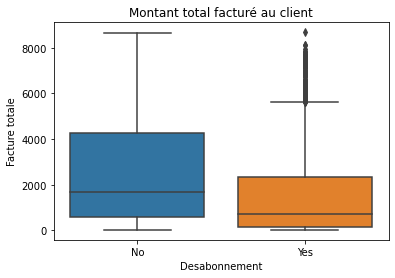 Montant total facturé au client
Facture totale
8000
6000
4000
2000
0
No
Yes
Desabonnement